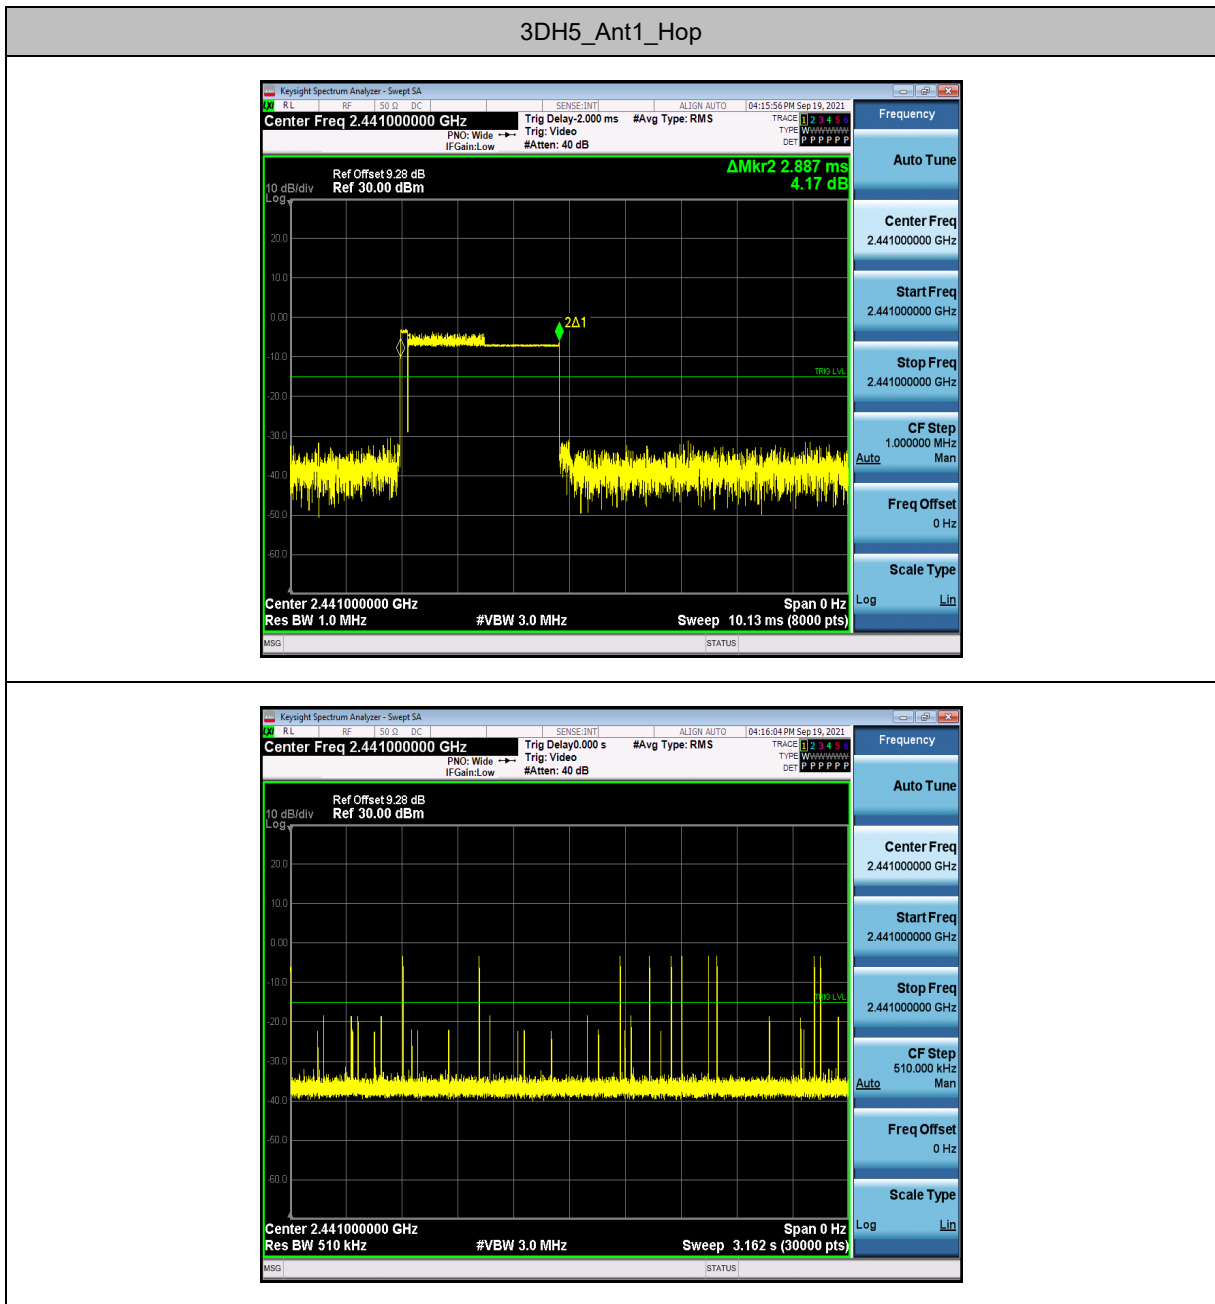 3DH5_Ant1_Hop
Keysight Spectrum Analyzer - Swept SA
RL RF 50 Ω DC SENSE:INT ALIGN AUTO 04:15:56 PM Sep 19, 2021
Center Freq 2.441000000 GHz Trig Delay-2.000 ms #Avg Type: RMS TRACE 1 2 3 4 5 6
PNO: Wide Trig: Video TYPE WWWWWW
IFGain:Low #Atten: 40 dB DET P P P P P P
Frequency
Auto Tune
ΔMkr2 2.887 ms
4.17 dB
Ref Offset 9.28 dB
10 dB/div Ref 30.00 dBm
Log
20.0
10.0
0.00
-10.0
-20.0
-30.0
-40.0
-50.0
-60.0
2Δ1
TRIG LVL
Center Freq
2.441000000 GHz
Start Freq
2.441000000 GHz
Stop Freq
2.441000000 GHz
CF Step
1.000000 MHz
Auto Man
Freq Offset
0 Hz
Scale Type
Log Lin
Center 2.441000000 GHz Span 0 Hz
Res BW 1.0 MHz #VBW 3.0 MHz Sweep 10.13 ms (8000 pts)
MSG STATUS
Keysight Spectrum Analyzer - Swept SA
RL RF 50 Ω DC SENSE:INT ALIGN AUTO 04:16:04 PM Sep 19, 2021
Center Freq 2.441000000 GHz Trig Delay0.000 s #Avg Type: RMS TRACE 1 2 3 4 5 6
PNO: Wide Trig: Video TYPE WWWWWW
IFGain:Low #Atten: 40 dB DET P P P P P P
Frequency
Auto Tune
Ref Offset 9.28 dB
10 dB/div Ref 30.00 dBm
Log
20.0
10.0
0.00
-10.0
-20.0
-30.0
-40.0
-50.0
-60.0
TRIG LVL
Center Freq
2.441000000 GHz
Start Freq
2.441000000 GHz
Stop Freq
2.441000000 GHz
CF Step
510.000 kHz
Auto Man
Freq Offset
0 Hz
Scale Type
Log Lin
Center 2.441000000 GHz Span 0 Hz
Res BW 510 kHz #VBW 3.0 MHz Sweep 3.162 s (30000 pts)
MSG STATUS